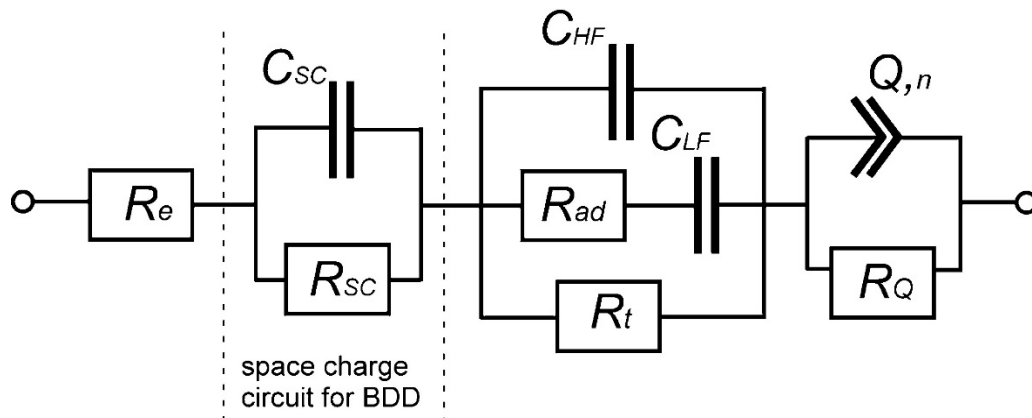 C_HF
Q,n
C_SC
C_LF
R_e
R_ad
R_SC
R_Q
R_t
space charge
circuit for BDD